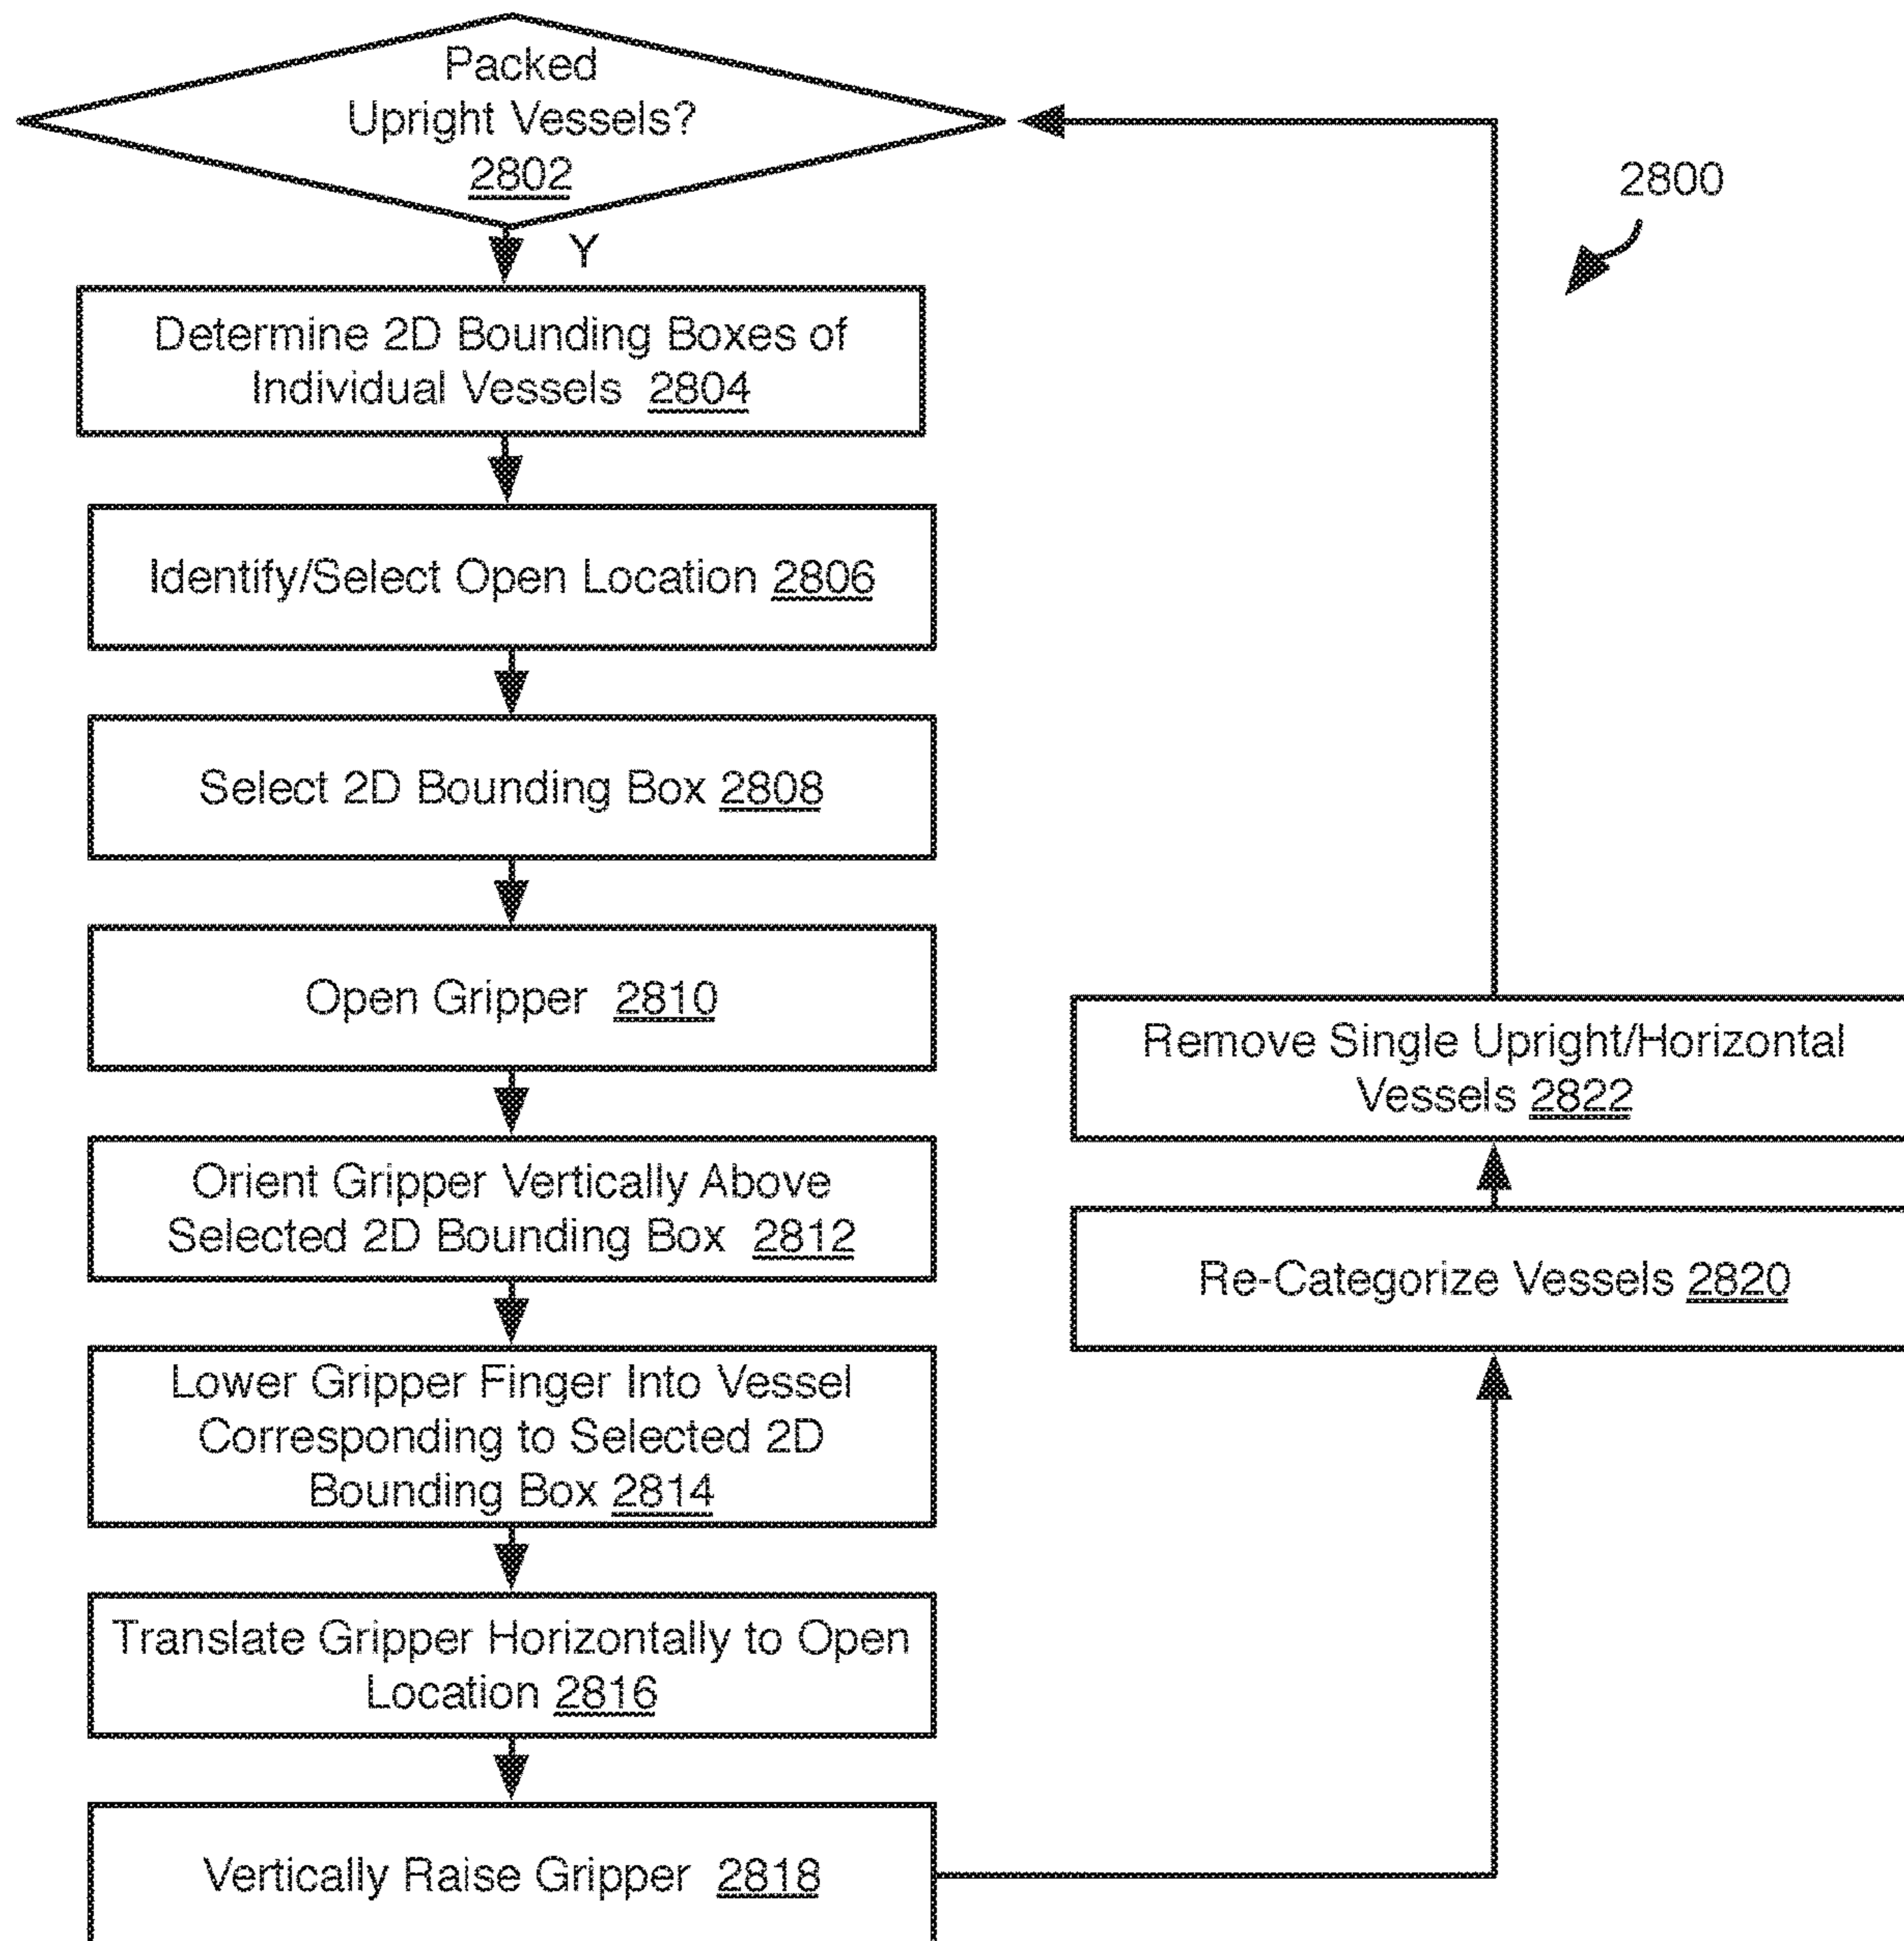 Packed
Upright Vessels?
2802
Y
2800
Determine 2D Bounding Boxes of
Individual Vessels 2804
Identify/Select Open Location 2806
Select 2D Bounding Box 2808
Open Gripper 2810
Orient Gripper Vertically Above
Selected 2D Bounding Box 2812
Lower Gripper Finger Into Vessel
Corresponding to Selected 2D
Bounding Box 2814
Translate Gripper Horizontally to Open
Location 2816
Vertically Raise Gripper 2818
Re-Categorize Vessels 2820
Remove Single Upright/Horizontal
Vessels 2822